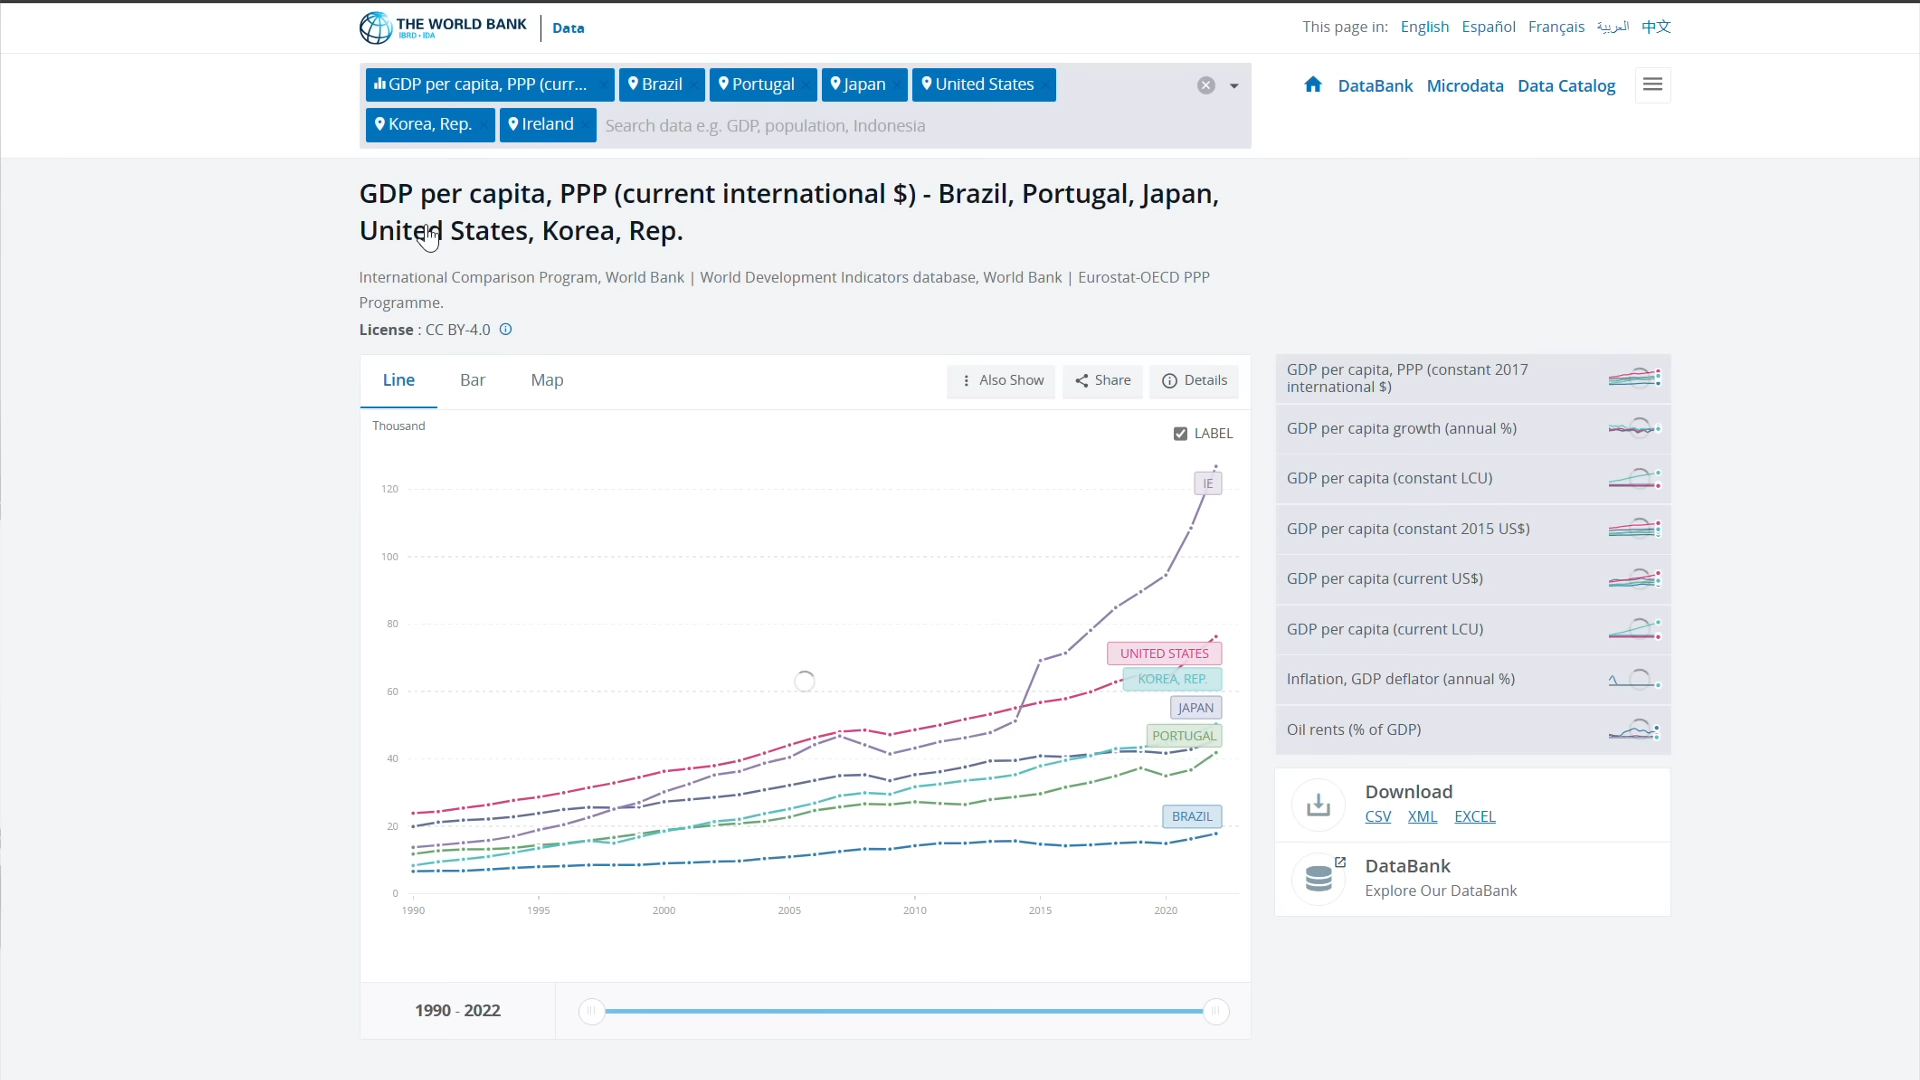 THE WORLD BANK
IBRD • IDA
Data
This page in: English Español Français العربية 中文
GDP per capita, PPP (curr... Brazil Portugal Japan United States
Korea, Rep. Ireland Search data e.g. GDP, population, Indonesia
DataBank Microdata Data Catalog
GDP per capita, PPP (current international $) - Brazil, Portugal, Japan,
United States, Korea, Rep.
International Comparison Program, World Bank | World Development Indicators database, World Bank | Eurostat-OECD PPP
Programme.
License : CC BY-4.0
Line Bar Map Also Show Share Details
Thousand
LABEL
120
100
80
60
40
20
0
IE
UNITED STATES
KOREA, REP.
JAPAN
PORTUGAL
BRAZIL
1990 1995 2000 2005 2010 2015 2020
1990 - 2022
GDP per capita, PPP (constant 2017
international $)
GDP per capita growth (annual %)
GDP per capita (constant LCU)
GDP per capita (constant 2015 US$)
GDP per capita (current US$)
GDP per capita (current LCU)
Inflation, GDP deflator (annual %)
Oil rents (% of GDP)
Download
CSV XML EXCEL
DataBank
Explore Our DataBank